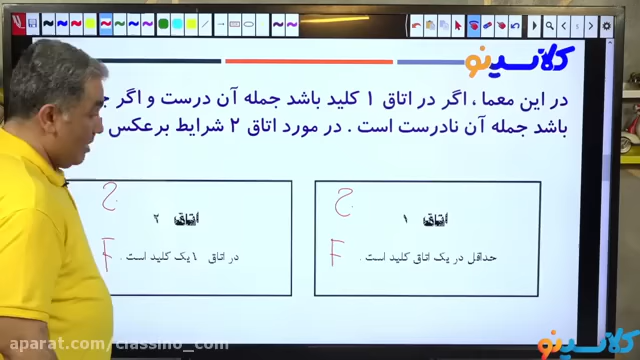 کلاسینو
در این معما، اگر در اتاق ۱ کلید باشد جمله آن درست و اگر
باشد جمله آن نادرست است. در مورد اتاق ۲ شرایط برعکس
اتاق ۱
حداقل در یک اتاق کلید است.
F
اتاق ۲
در اتاق ۱ یک کلید است.
F
aparat.com/classino_com
کلاسینو